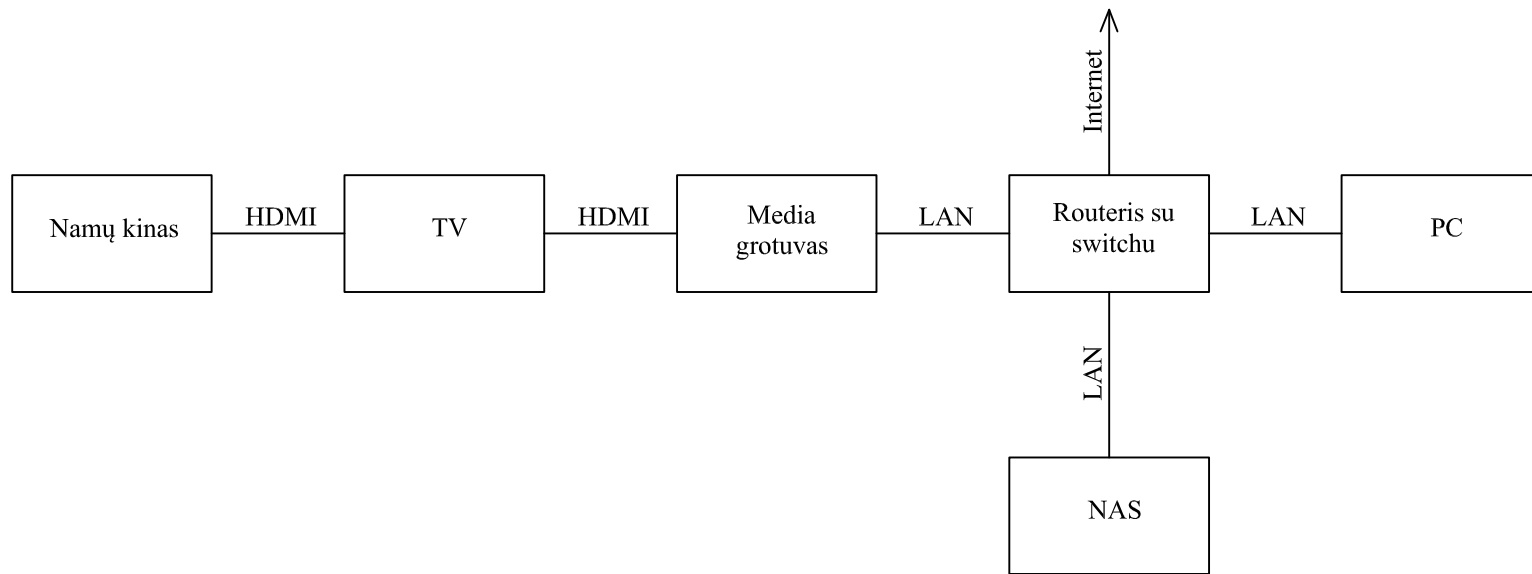 Internet
Namų kinas
HDMI
TV
HDMI
Media
grotuvas
LAN
Routeris su
switchu
LAN
PC
LAN
NAS